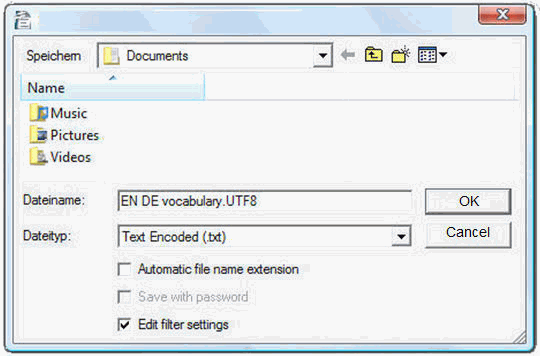 Speichern
Documents
Name
Music
Pictures
Videos
Dateiname:
EN DE vocabulary.UTF8
OK
Dateityp:
Text Encoded (.txt)
Cancel
Automatic file name extension
Save with password
Edit filter settings